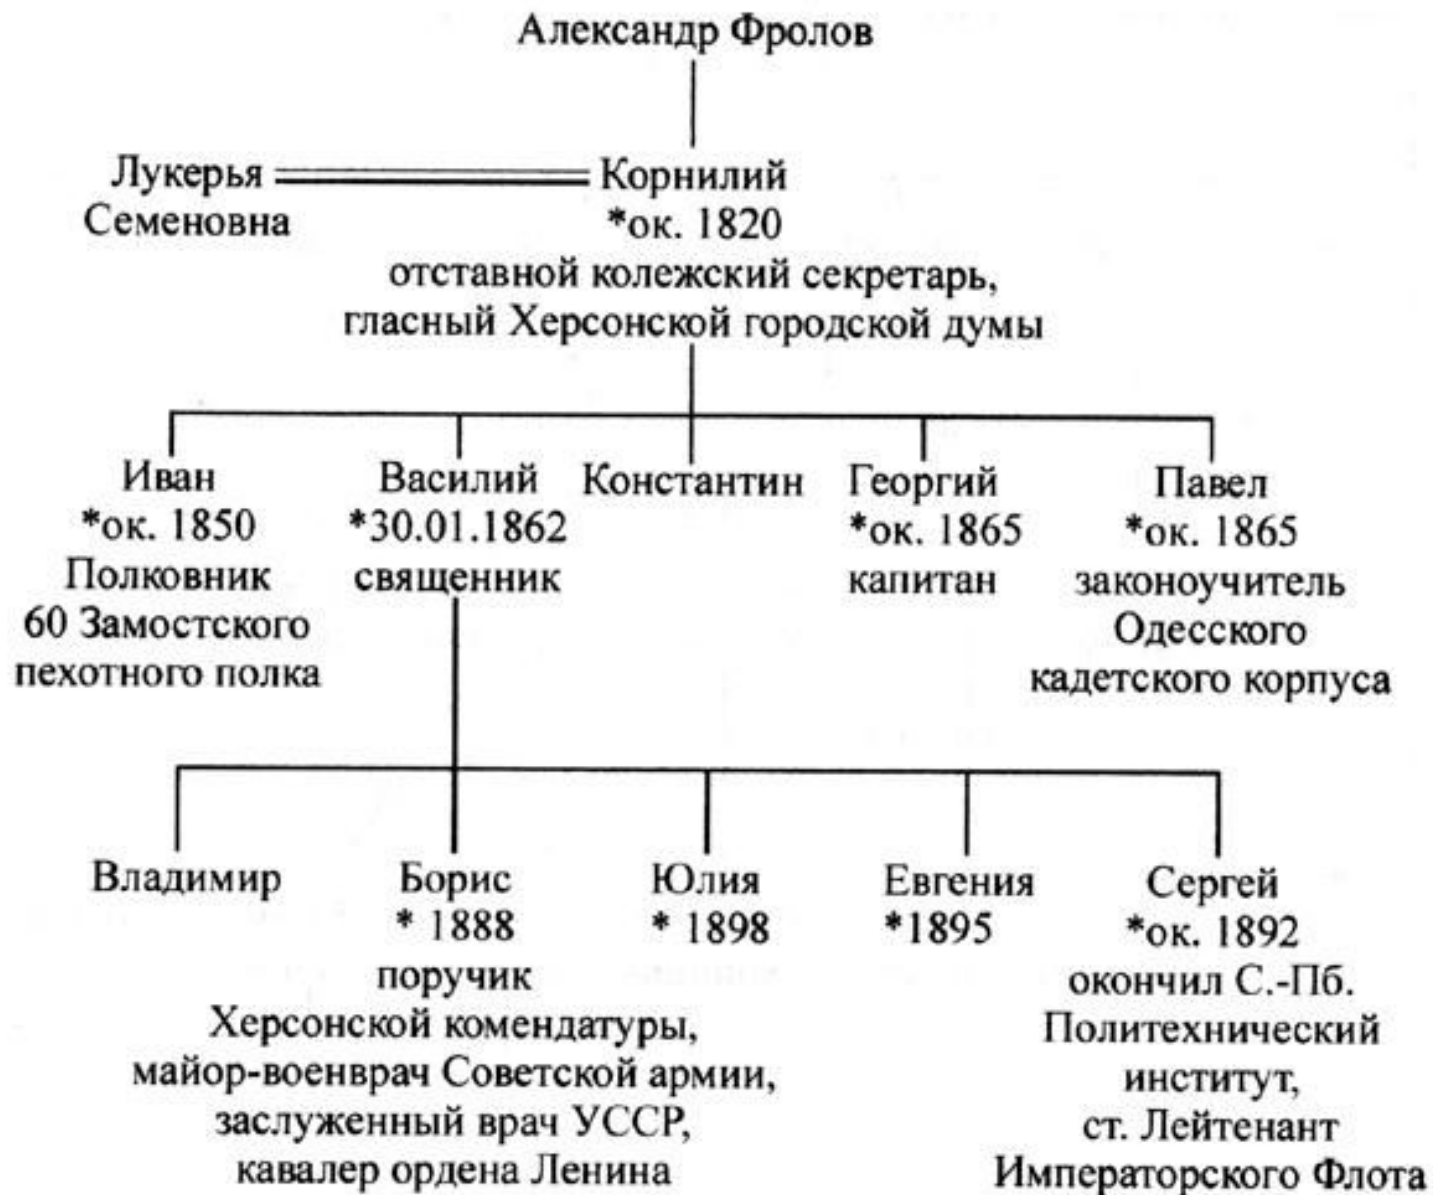 Александр Фролов
Лукерья
Семеновна
Корнилий
*ок. 1820
отставной колежский секретарь,
гласный Херсонской городской думы
Иван
*ок. 1850
Полковник
60 Замостского
пехотного полка
Василий
*30.01.1862
священник
Константин
Георгий
*ок. 1865
капитан
Павел
*ок. 1865
законоучитель
Одесского
кадетского корпуса
Владимир
Борис
* 1888
поручик
Херсонской комендатуры,
майор-военврач Советской армии,
заслуженный врач УССР,
кавалер ордена Ленина
Юлия
* 1898
Евгения
*1895
Сергей
*ок. 1892
окончил С.-Пб.
Политехнический
институт,
ст. Лейтенант
Императорского Флота